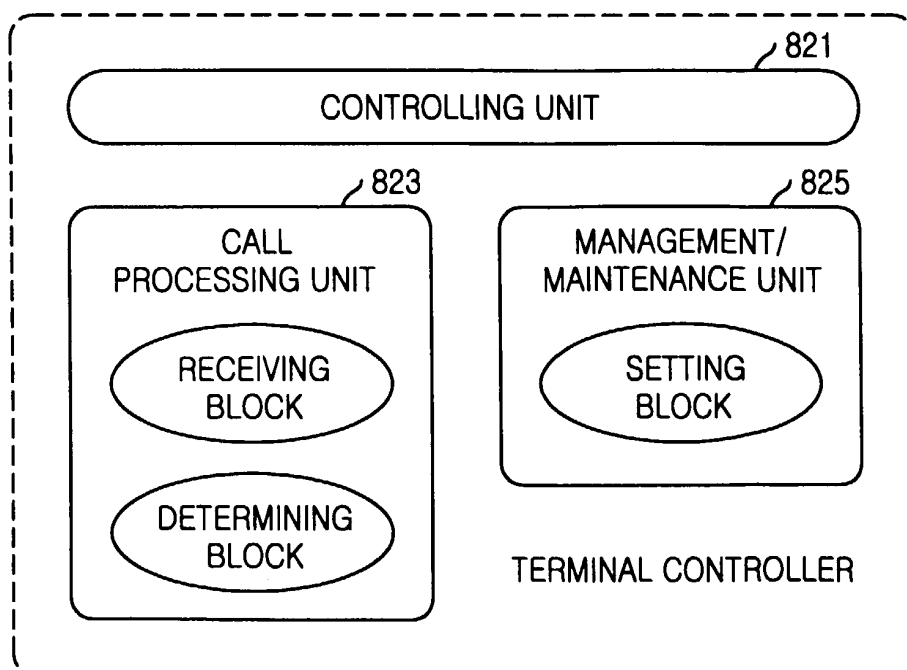 821
CONTROLLING UNIT
823
CALL
PROCESSING UNIT
RECEIVING
BLOCK
DETERMINING
BLOCK
825
MANAGEMENT/
MAINTENANCE UNIT
SETTING
BLOCK
TERMINAL CONTROLLER